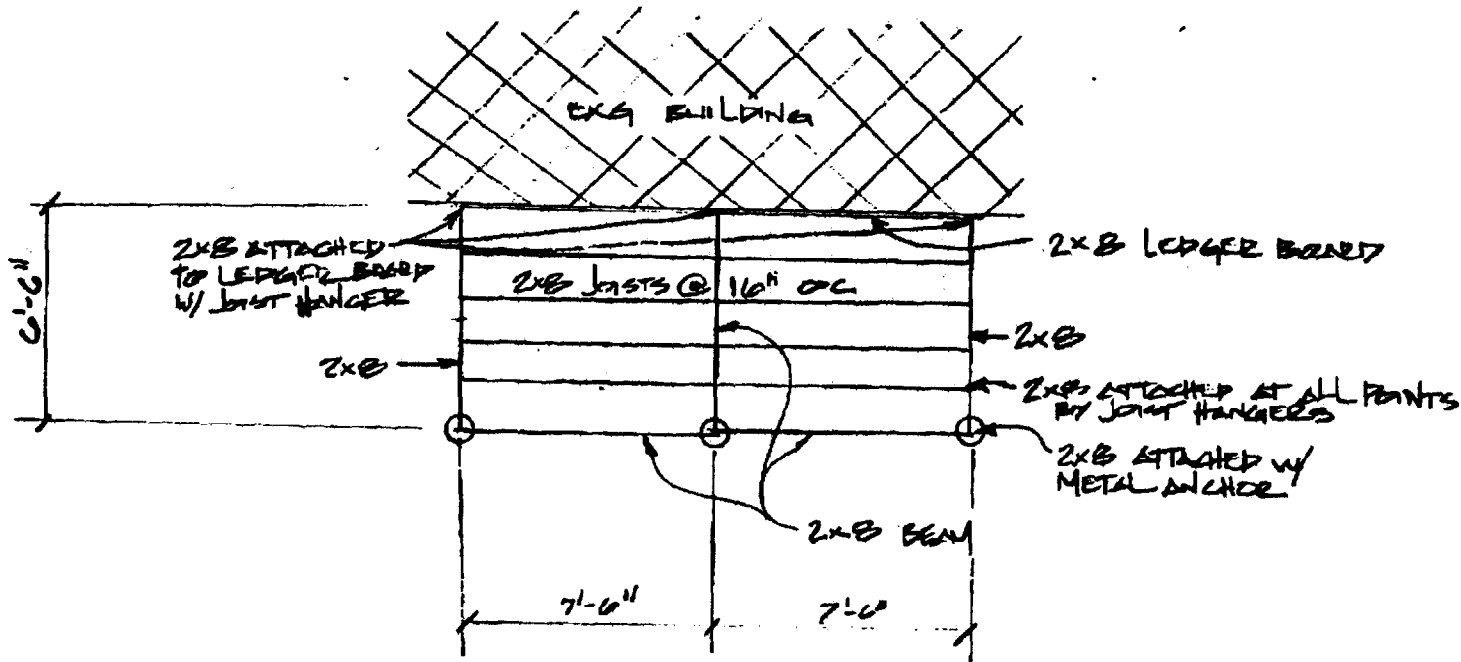 EXG BUILDING
2x8 ATTACHED
TO LEDGER BOARD
W/ JOIST HANGER
2x8 LEDGER BOARD
2x8 JOISTS @ 16" OC
6'-6"
2x8
2x8
2x8 ATTACHED AT ALL POINTS
BY JOIST HANGERS
2x8 ATTACHED W/
METAL ANCHOR
2x8 BEAM
7'-6"
7'-6"